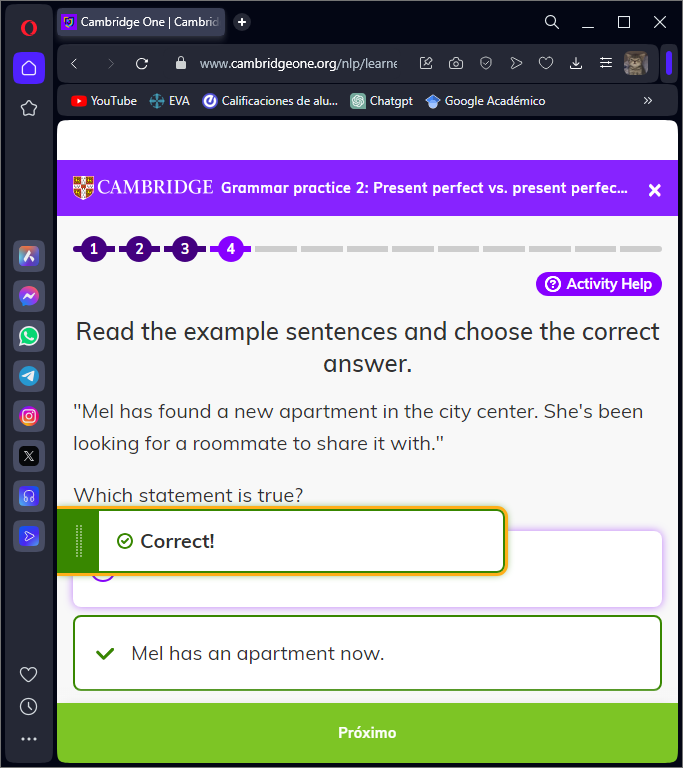 Cambridge One | Cambrid
www.cambridgeone.org/nlp/learne
YouTube
EVA
Calificaciones de alu...
Chatgpt
Google Académico
CAMBRIDGE
Grammar practice 2: Present perfect vs. present perfec...
1
2
3
4
Activity Help
Read the example sentences and choose the correct
answer.
"Mel has found a new apartment in the city center. She's been
looking for a roommate to share it with."
Which statement is true?
Correct!
Mel has an apartment now.
Próximo